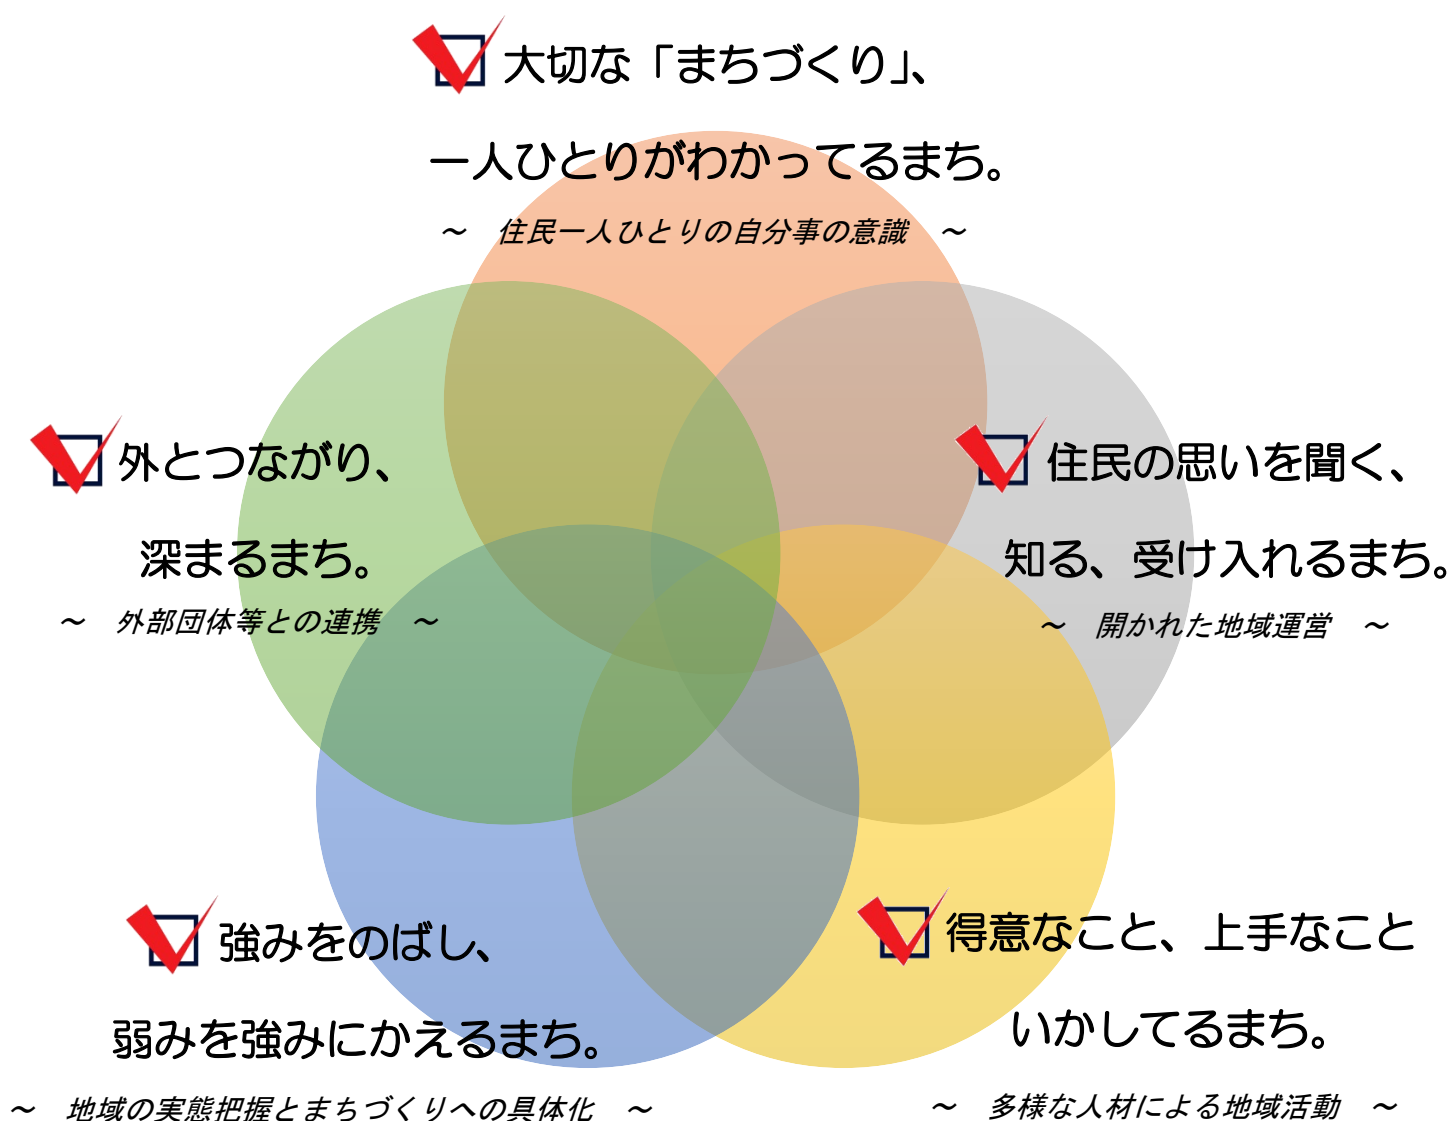 大切な「まちづくり」、
一人ひとりがわかってるまち。
～　住民一人ひとりの自分事の意識　～
外とつながり、
深まるまち。
～　外部団体等との連携　～
住民の思いを聞く、
知る、受け入れるまち。
～　開かれた地域運営　～
強みをのばし、
弱みを強みにかえるまち。
～　地域の実態把握とまちづくりへの具体化　～
得意なこと、上手なこと
いかしてるまち。
～　多様な人材による地域活動　～